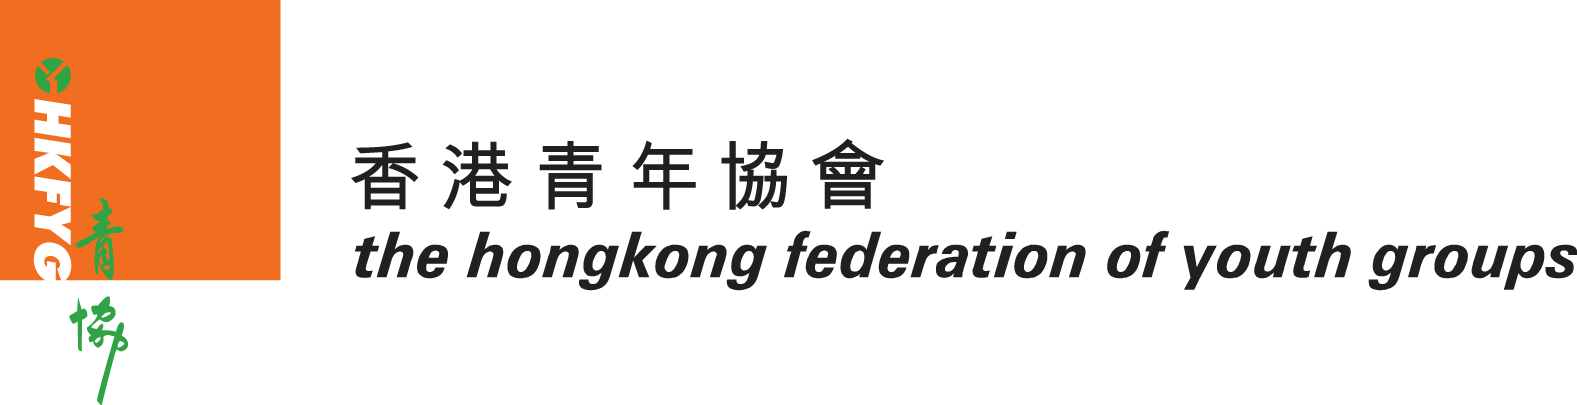 HKFYG
青協
香港青年協會
the hongkong federation of youth groups